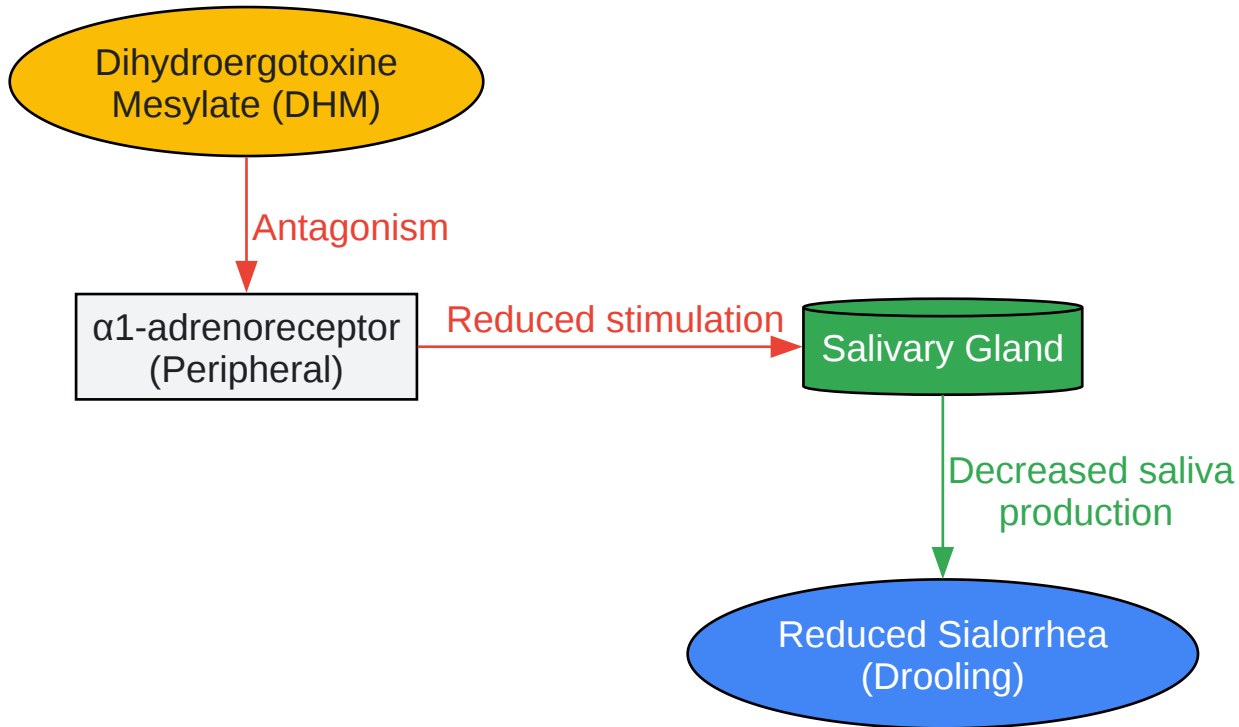 Dihydroergotoxine
Mesylate (DHM)
Antagonism
α1-adrenoreceptor
(Peripheral)
Reduced stimulation
Salivary Gland
Decreased saliva
production
Reduced Sialorrhea
(Drooling)